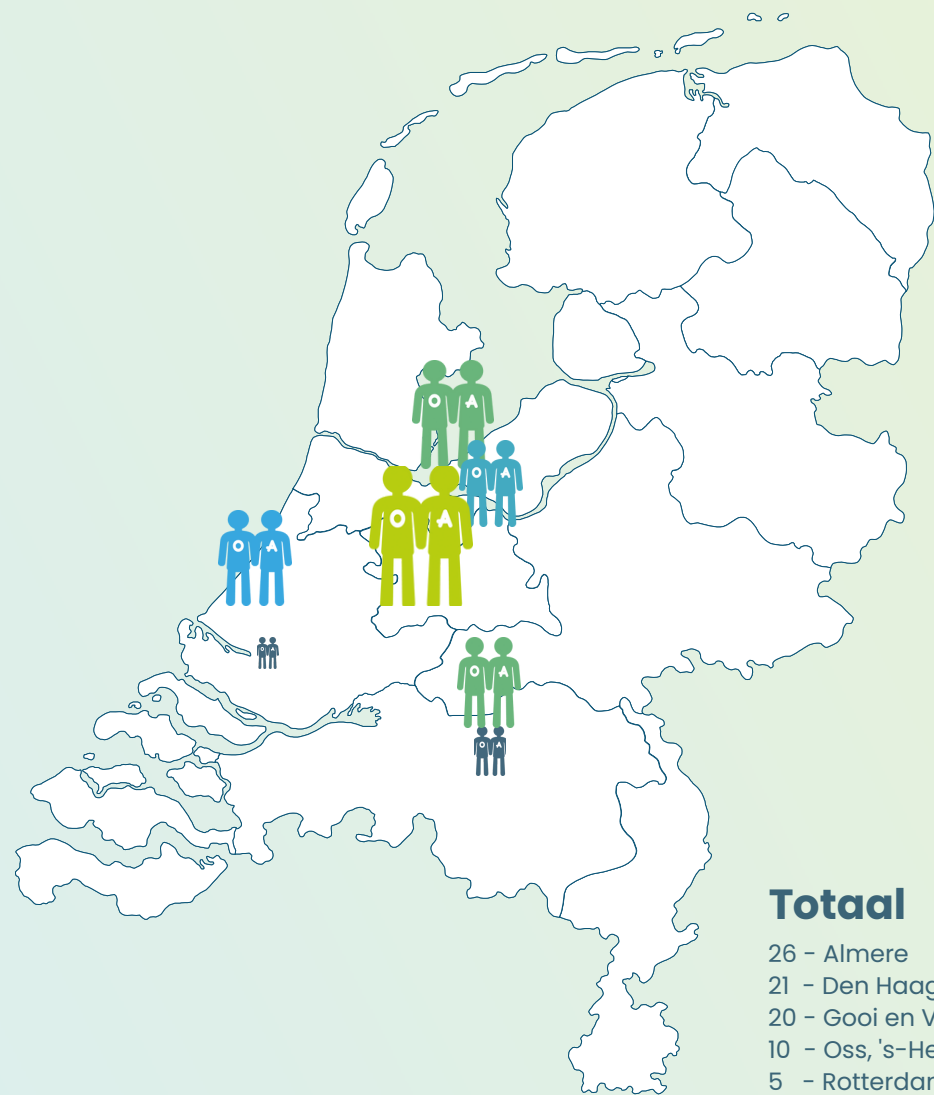 O A
O A
O A
O A
O A
O A
O A
Totaal
26 - Almere
21 - Den Haag
20 - Gooi en V
10 - Oss, 's-He
5 - Rotterdam